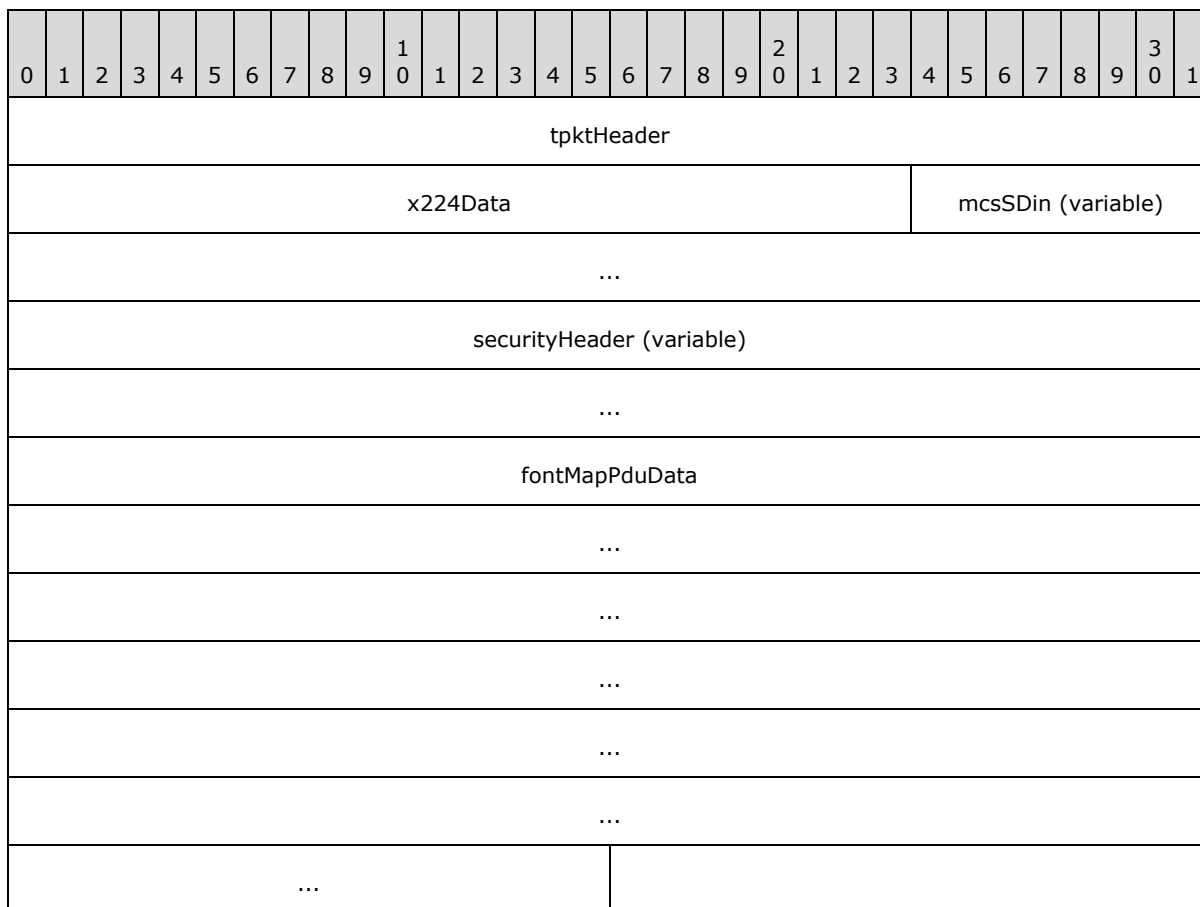 0 1 2 3 4 5 6 7 8 9 1 0 1 2 3 4 5 6 7 8 9 2 0 1 2 3 4 5 6 7 8 9 3 0 1
tpktHeader
x224Data mcsSDin (variable)
...
securityHeader (variable)
...
fontMapPduData
...
...
...
...
...
...